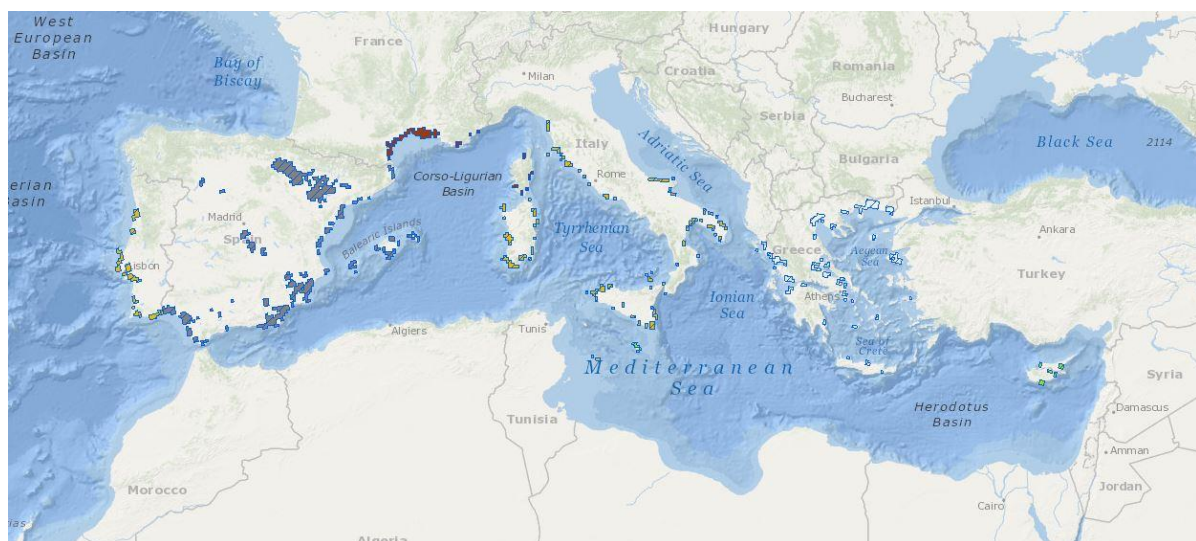 West
European
Basin
Bay of
Biscay
France
Milan
Hungary
Croatia
Romania
Bucharest
Serbia
Italy
Adriatic Sea
Bulgaria
Black Sea
2114
erian
Basin
Corso-Ligurian
Basin
Rome
Istanbul
Madrid
Spain
Balearic Islands
Tyrrhenian
Sea
Ankara
Greece
Aegean
Sea
Lisbon
Turkey
Athens
Ionian
Sea
Algiers
Tunis
Sea of
Crete
Mediterranean
Sea
Syria
Herodotus
Basin
Tunisia
Damascus
Amman
Morocco
Jordan
Cairo
as
Algeria